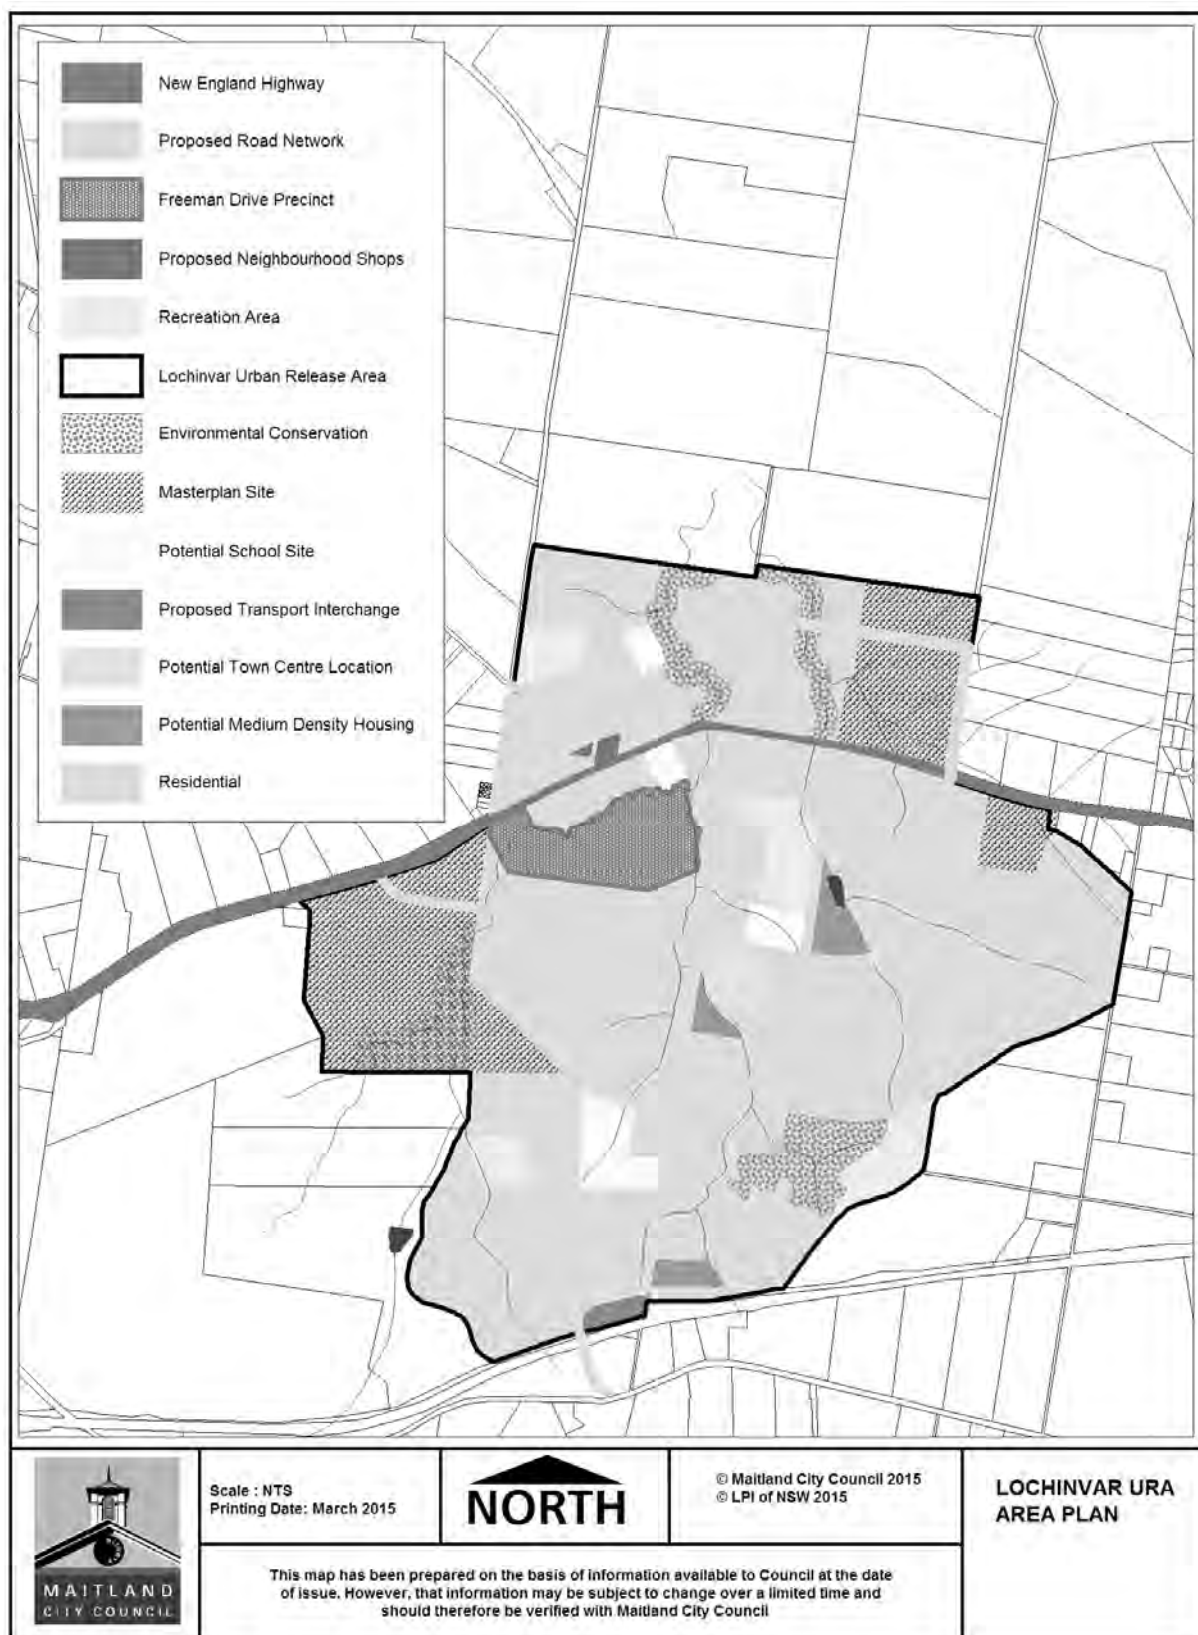 New England Highway
Proposed Road Network
Freeman Drive Precinct
Proposed Neighbourhood Shops
Recreation Area
Lochinvar Urban Release Area
Environmental Conservation
Masterplan Site
Potential School Site
Proposed Transport Interchange
Potential Town Centre Location
Potential Medium Density Housing
Residential
MAITLAND
CITY COUNCIL
Scale : NTS
Printing Date: March 2015
NORTH
© Maitland City Council 2015
© LPI of NSW 2015
LOCHINVAR URA
AREA PLAN
This map has been prepared on the basis of information available to Council at the date
of issue. However, that information may be subject to change over a limited time and
should therefore be verified with Maitland City Council